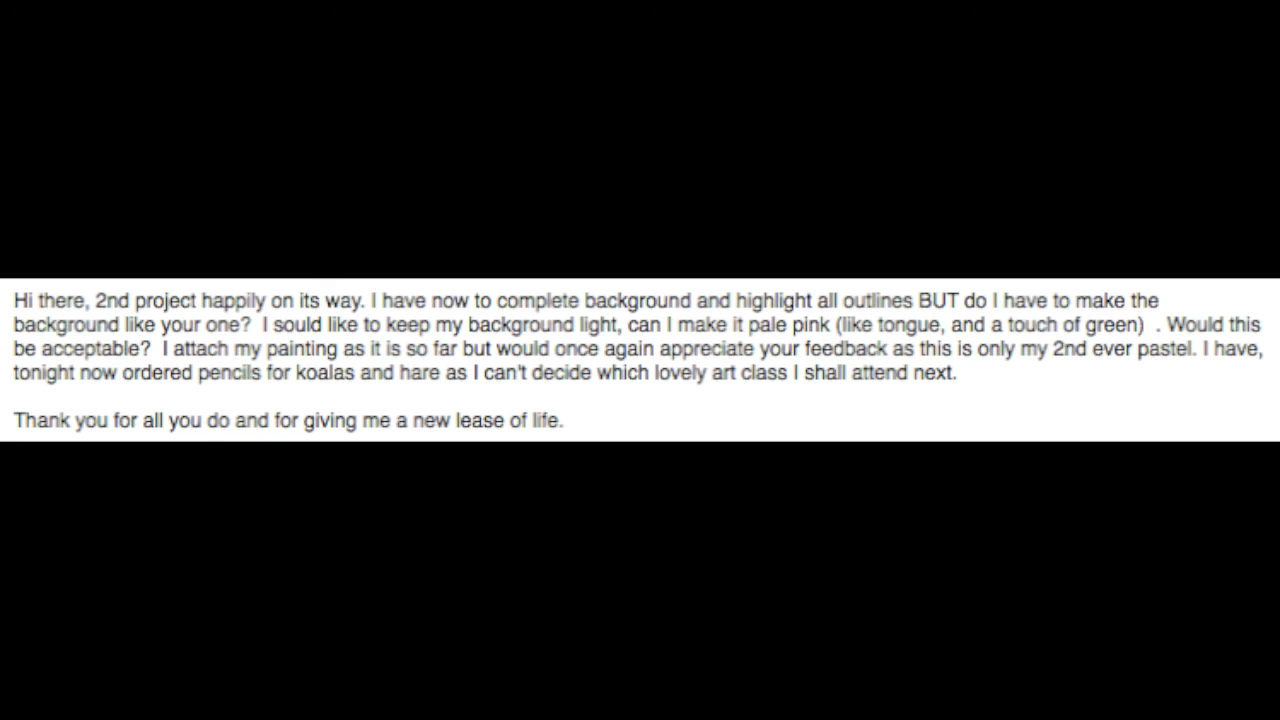 Hi there, 2nd project happily on its way. I have now to complete background and highlight all outlines BUT do I have to make the
background like your one?  I sould like to keep my background light, can I make it pale pink (like tongue, and a touch of green)  . Would this
be acceptable?  I attach my painting as it is so far but would once again appreciate your feedback as this is only my 2nd ever pastel. I have,
tonight now ordered pencils for koalas and hare as I can't decide which lovely art class I shall attend next.
Thank you for all you do and for giving me a new lease of life.